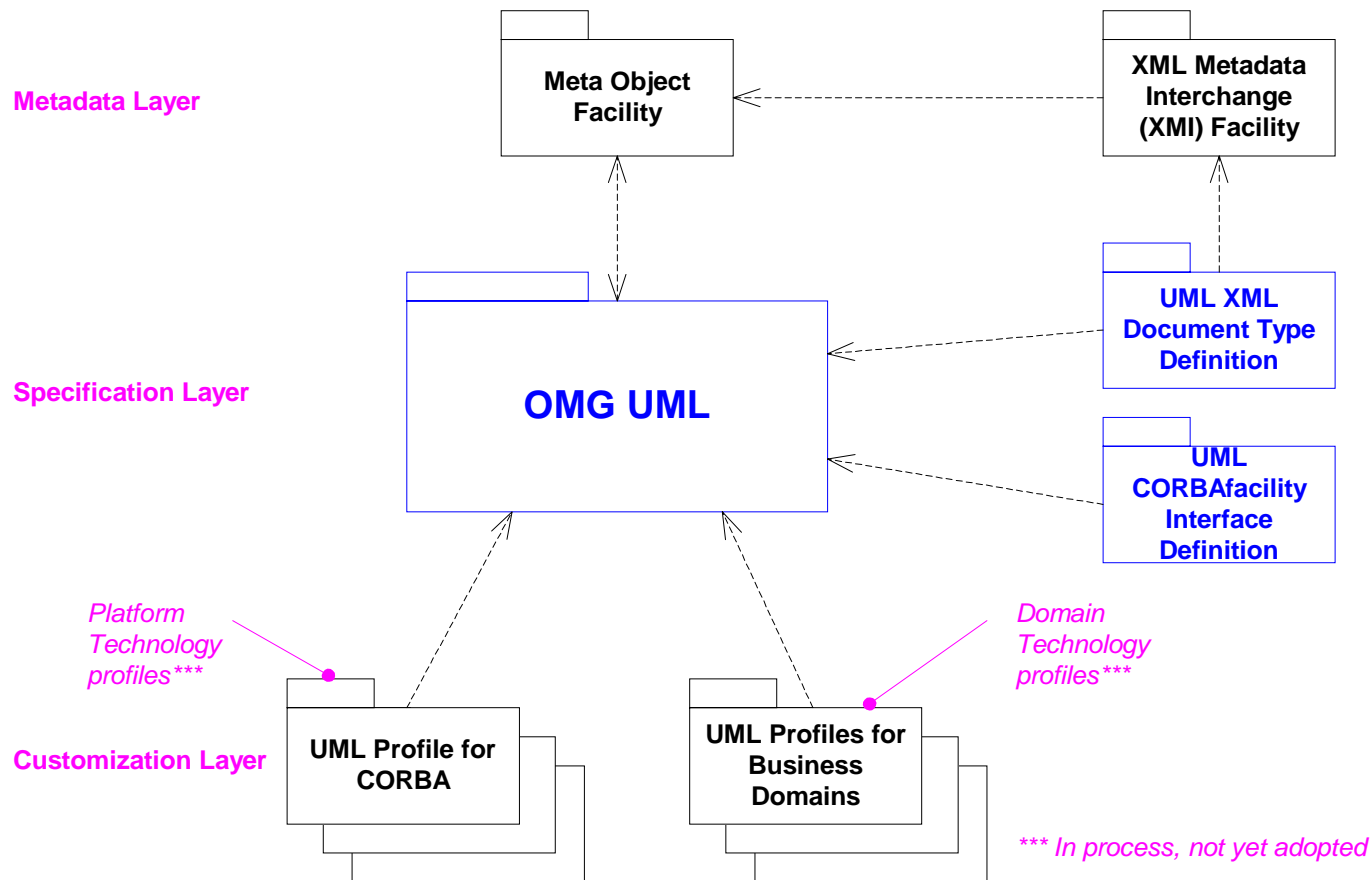 Metadata Layer
Meta Object
Facility
XML Metadata
Interchange
(XMI) Facility
Specification Layer
OMG UML
UML XML
Document Type
Definition
UML
CORBAfacility
Interface
Definition
Platform
Technology
profiles***
Domain
Technology
profiles***
Customization Layer
UML Profile for
CORBA
UML Profiles for
Business
Domains
*** In process, not yet adopted